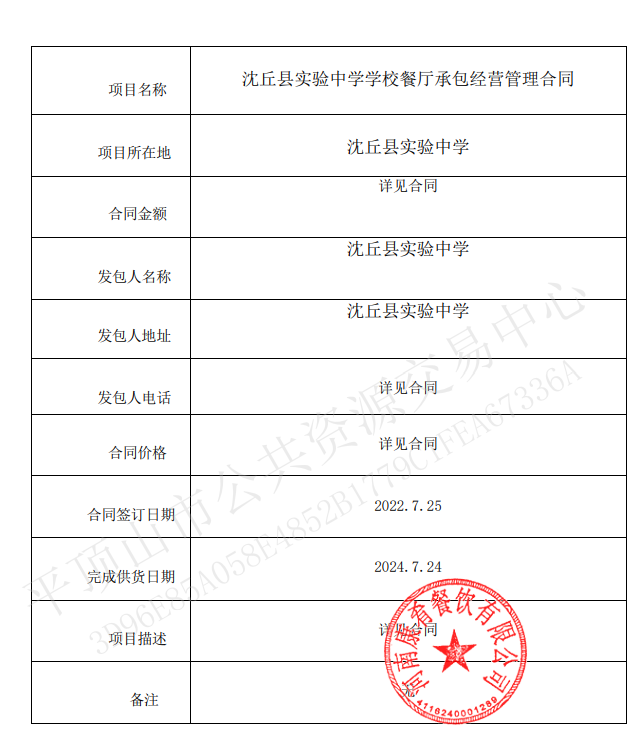 项目名称 沈丘县实验中学学校餐厅承包经营管理合同
项目所在地 沈丘县实验中学
合同金额 详见合同
发包人名称 沈丘县实验中学
发包人地址 沈丘县实验中学
发包人电话 详见合同
合同价格 详见合同
合同签订日期 2022.7.25
完成供货日期 2024.7.24
项目描述 详见合同
备注 无
平顶山市公共资源交易中心
3D96E85A058E4852B1779C1FEA67336A
河南康肴餐饮有限公司
4116240001289